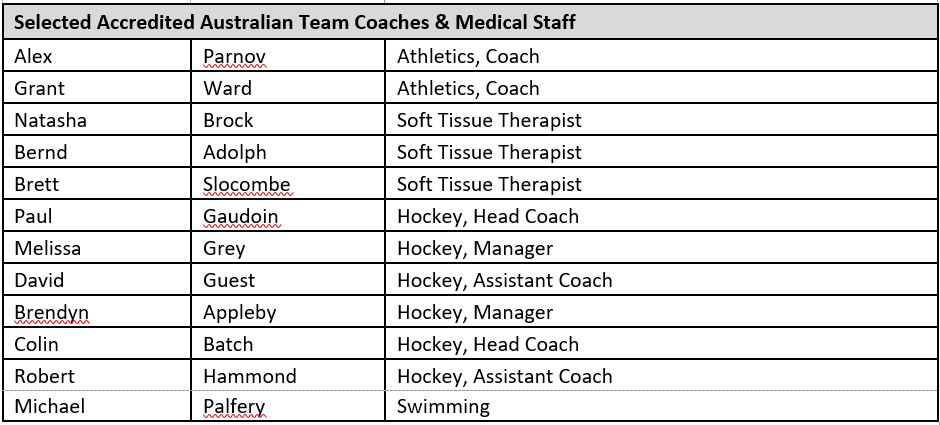 Selected Accredited Australian Team Coaches & Medical Staff
Alex Parnov Athletics, Coach
Grant Ward Athletics, Coach
Natasha Brock Soft Tissue Therapist
Bernd Adolph Soft Tissue Therapist
Brett Slocombe Soft Tissue Therapist
Paul Gaudoin Hockey, Head Coach
Melissa Grey Hockey, Manager
David Guest Hockey, Assistant Coach
Brendyn Appleby Hockey, Manager
Colin Batch Hockey, Head Coach
Robert Hammond Hockey, Assistant Coach
Michael Palfery Swimming